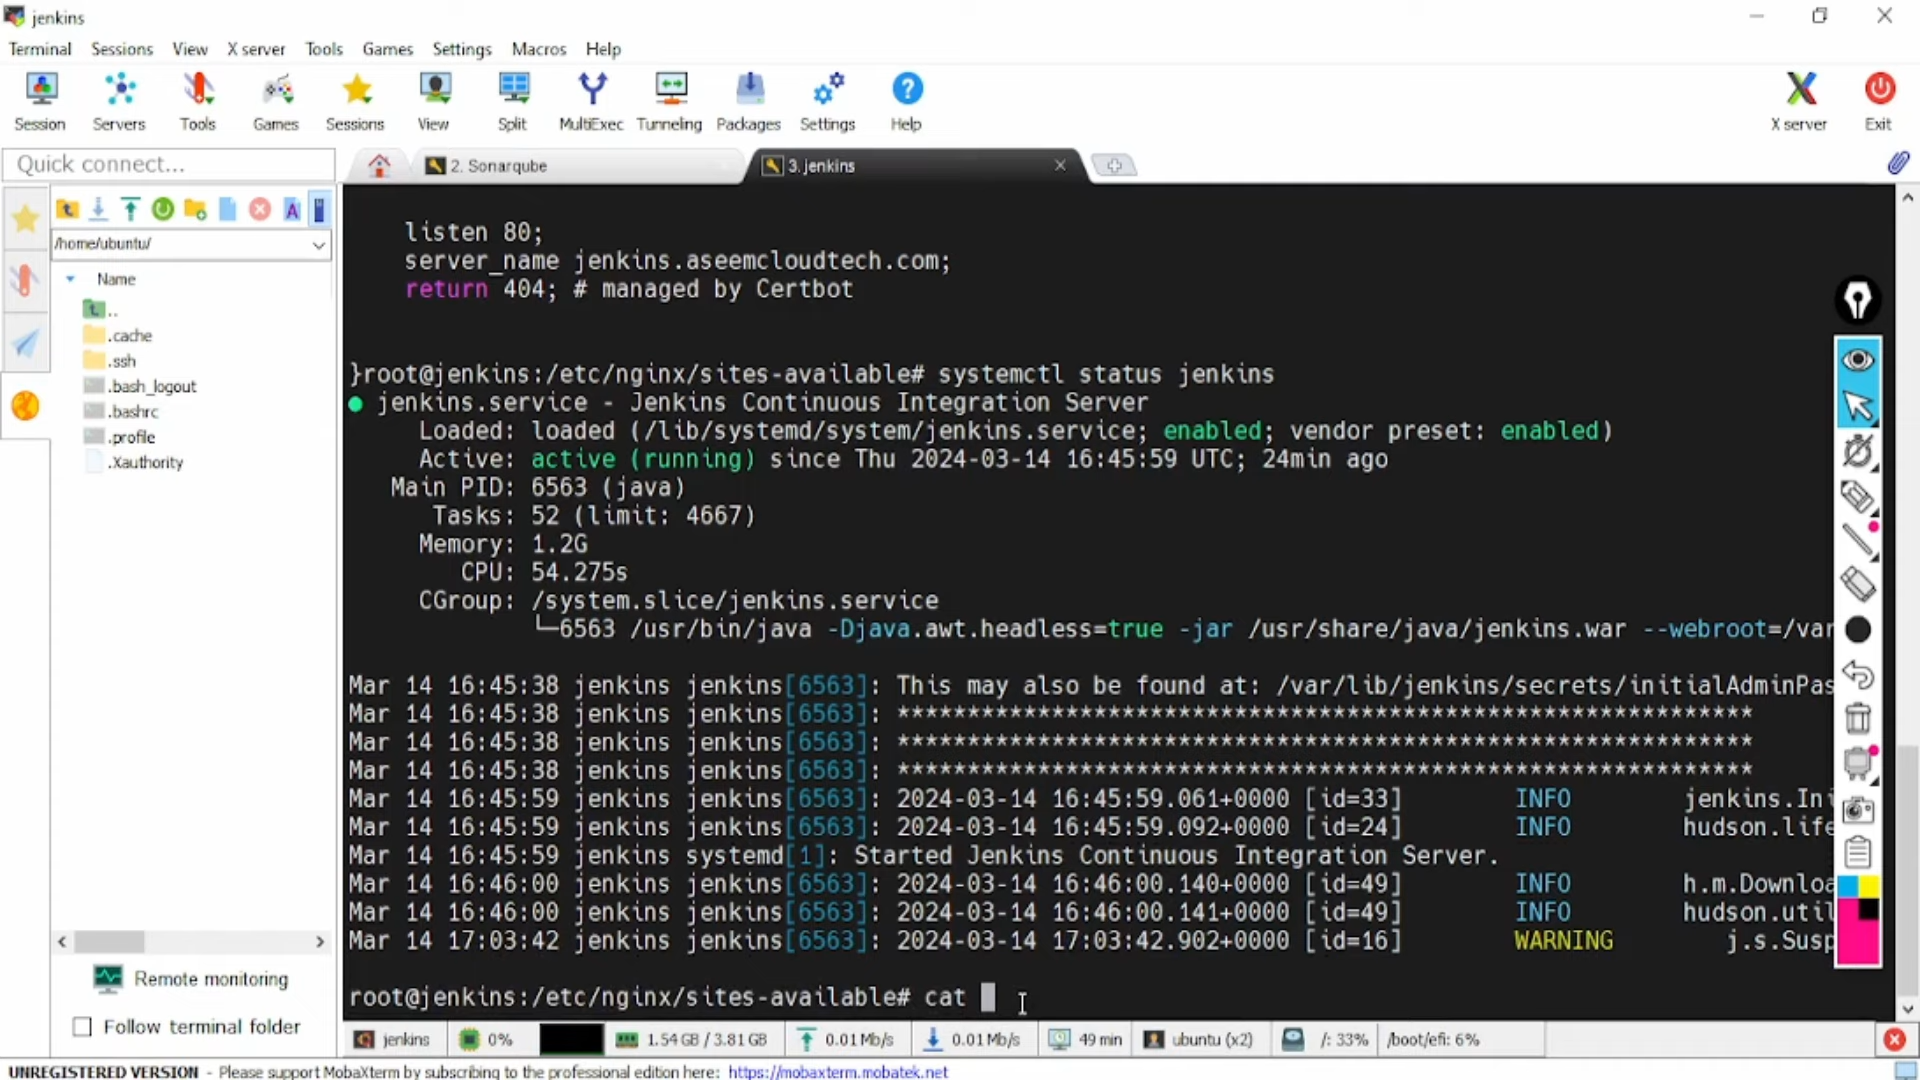 jenkins
Terminal Sessions View X server Tools Games Settings Macros Help
Session Servers Tools Games Sessions View Split MultiExec Tunneling Packages Settings Help X server Exit
Quick connect...
2. Sonarqube
3. jenkins
/home/ubuntu/
Name
..
.cache
.ssh
.bash_logout
.bashrc
.profile
.Xauthority
Remote monitoring
Follow terminal folder
listen 80;
server_name jenkins.aseemcloudtech.com;
return 404; # managed by Certbot
}root@jenkins:/etc/nginx/sites-available# systemctl status jenkins
● jenkins.service - Jenkins Continuous Integration Server
Loaded: loaded (/lib/systemd/system/jenkins.service; enabled; vendor preset: enabled)
Active: active (running) since Thu 2024-03-14 16:45:59 UTC; 24min ago
Main PID: 6563 (java)
Tasks: 52 (limit: 4667)
Memory: 1.2G
CPU: 54.275s
CGroup: /system.slice/jenkins.service
└─6563 /usr/bin/java -Djava.awt.headless=true -jar /usr/share/java/jenkins.war --webroot=/var
Mar 14 16:45:38 jenkins jenkins[6563]: This may also be found at: /var/lib/jenkins/secrets/initialAdminPas
Mar 14 16:45:38 jenkins jenkins[6563]: *************************************************************
Mar 14 16:45:38 jenkins jenkins[6563]: *************************************************************
Mar 14 16:45:38 jenkins jenkins[6563]: *************************************************************
Mar 14 16:45:59 jenkins jenkins[6563]: 2024-03-14 16:45:59.061+0000 [id=33] INFO jenkins.Ini
Mar 14 16:45:59 jenkins jenkins[6563]: 2024-03-14 16:45:59.092+0000 [id=24] INFO hudson.life
Mar 14 16:45:59 jenkins systemd[1]: Started Jenkins Continuous Integration Server.
Mar 14 16:46:00 jenkins jenkins[6563]: 2024-03-14 16:46:00.140+0000 [id=49] INFO h.m.Downloa
Mar 14 16:46:00 jenkins jenkins[6563]: 2024-03-14 16:46:00.141+0000 [id=49] INFO hudson.util
Mar 14 17:03:42 jenkins jenkins[6563]: 2024-03-14 17:03:42.902+0000 [id=16] WARNING j.s.Susp
root@jenkins:/etc/nginx/sites-available# cat
jenkins 0% 1.54 GB / 3.81 GB 0.01 Mb/s 0.01 Mb/s 49 min ubuntu (x2) /: 33% /boot/efi: 6%
UNREGISTERED VERSION - Please support MobaXterm by subscribing to the professional edition here: https://mobaxterm.mobatek.net